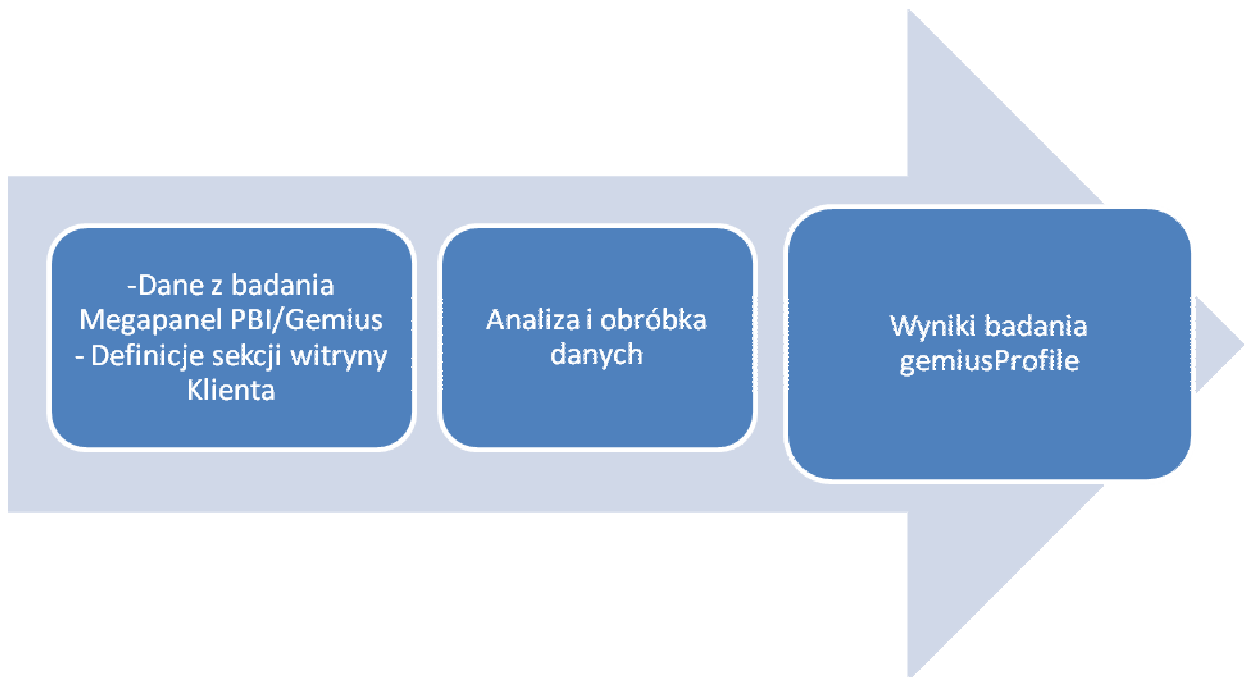 -Dane z badania
Megapanel PBI/Gemius
- Definicje sekcji witryny
Klienta
Analiza i obróbka
danych
Wyniki badania
gemiusProfile